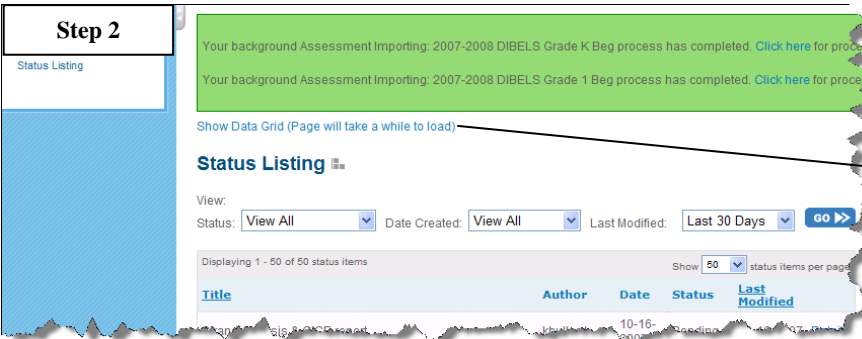 Step 2
Status Listing
Your background Assessment Importing: 2007-2008 DIBELS Grade K Beg process has completed. Click here for
Your background Assessment Importing: 2007-2008 DIBELS Grade 1 Beg process has completed. Click here for
Show Data Grid (Page will take a while to load)
Status Listing
View:
Status: View All Date Created: View All Last Modified: Last 30 Days GO
Displaying 1 - 50 of 50 status items Show 50 status items per page
Title Author Date Status Last Modified
10-16-